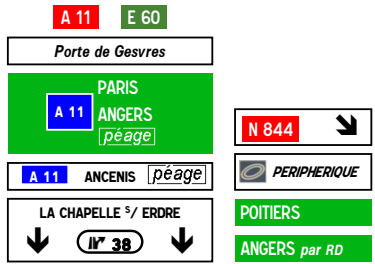 A 11 E 60
Porte de Gesvres
PARIS
A 11 ANGERS
péage
A 11 ANCENIS péage
LA CHAPELLE S/ ERDRE
38
N 844
PERIPHERIQUE
POITIERS
ANGERS par RD